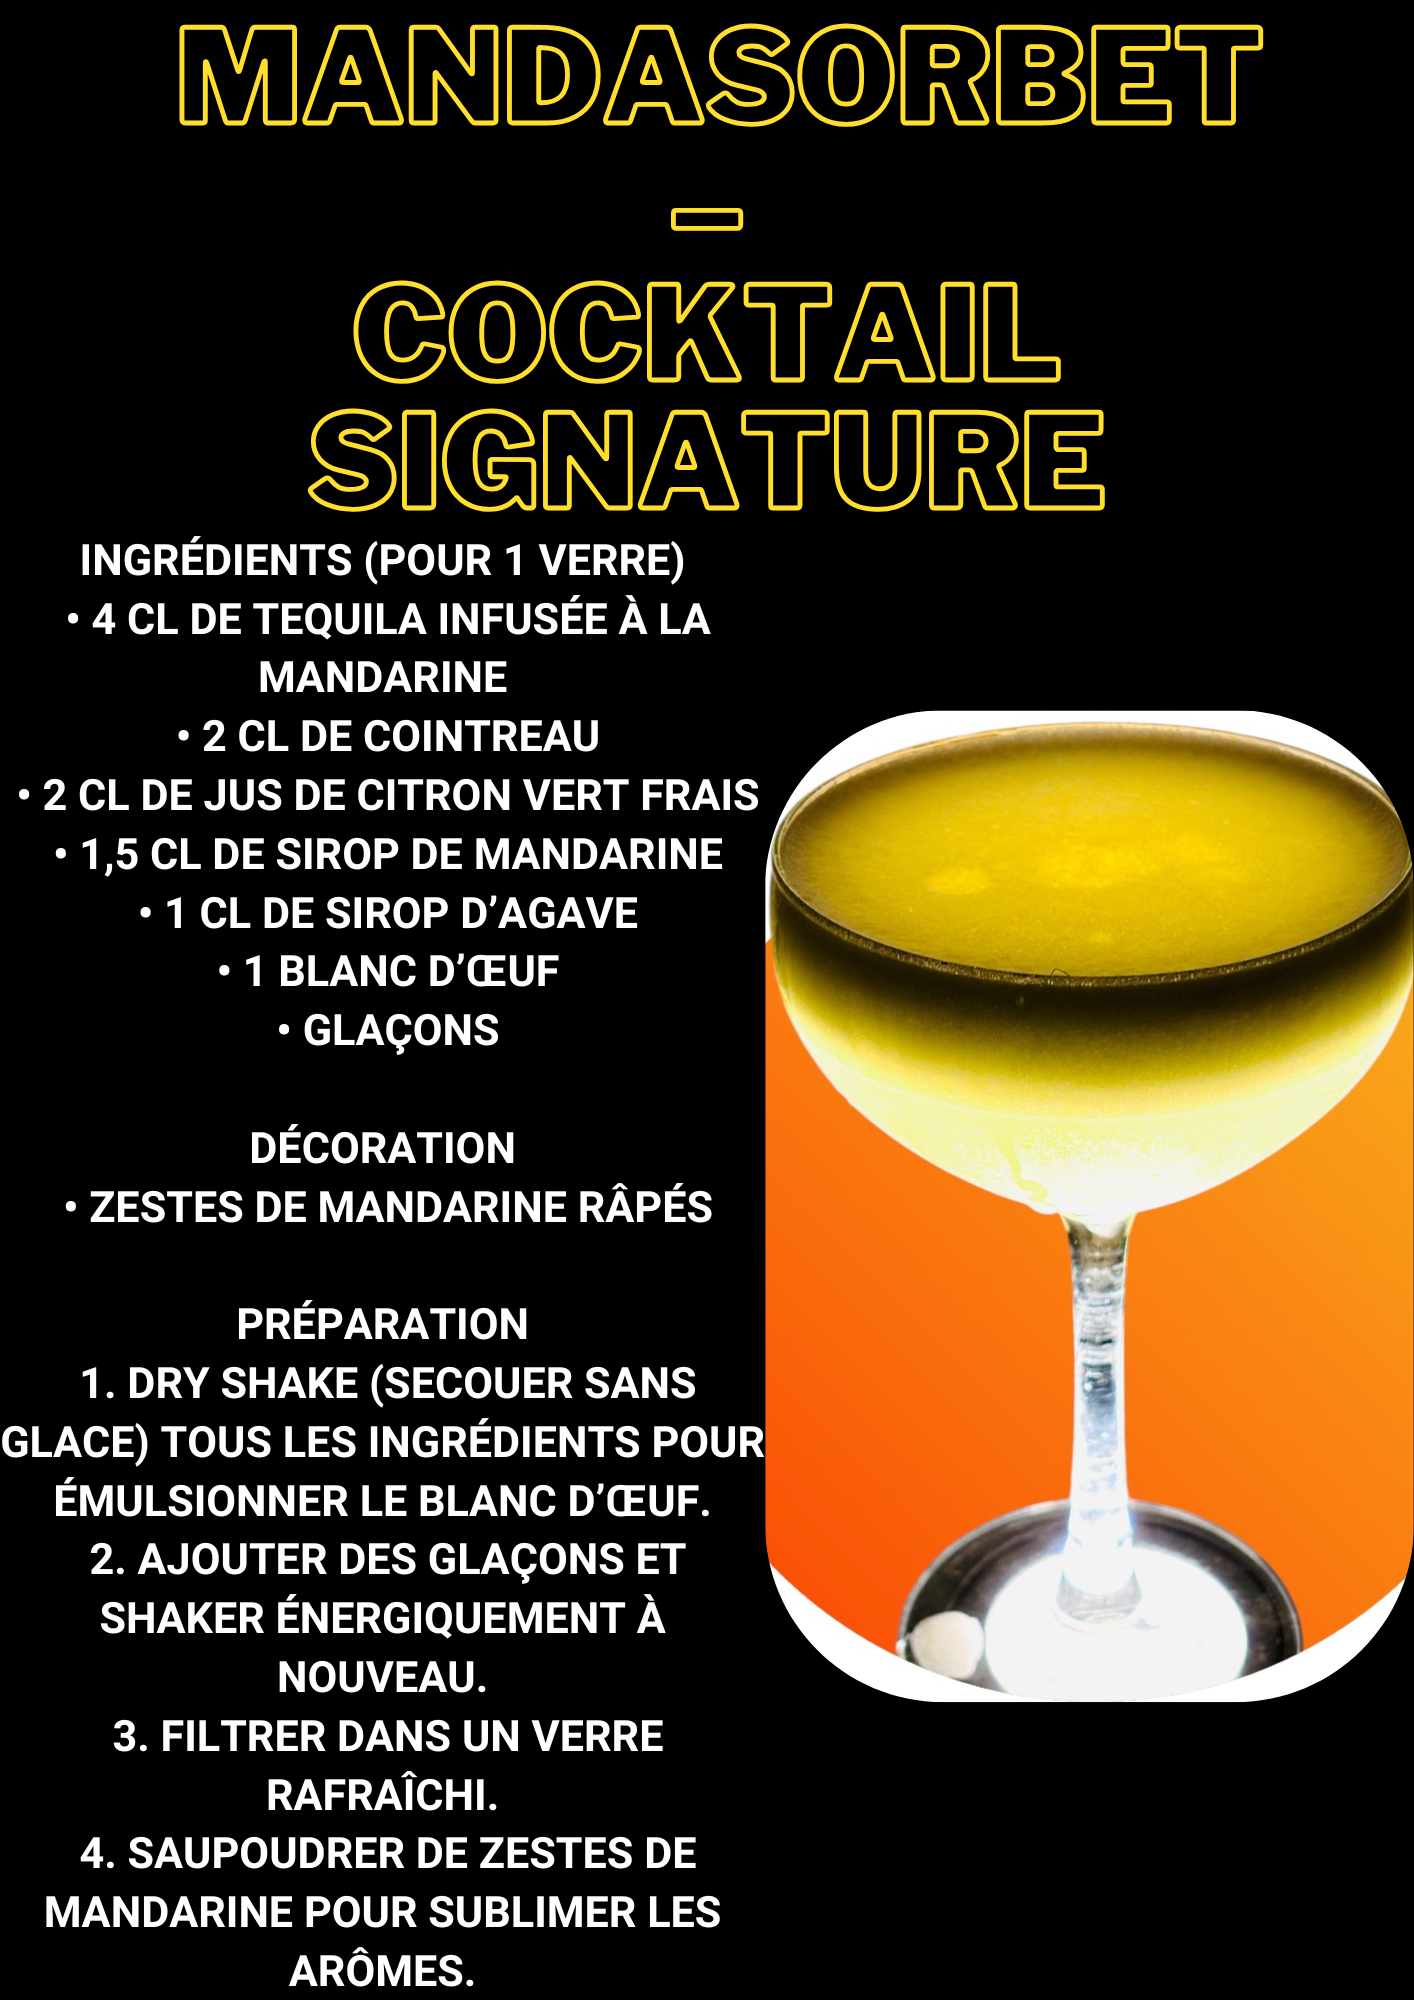 MANDASORBET
–
COCKTAIL
SIGNATURE
INGRÉDIENTS (POUR 1 VERRE)
• 4 CL DE TEQUILA INFUSÉE À LA
MANDARINE
• 2 CL DE COINTREAU
• 2 CL DE JUS DE CITRON VERT FRAIS
• 1,5 CL DE SIROP DE MANDARINE
• 1 CL DE SIROP D’AGAVE
• 1 BLANC D’ŒUF
• GLAÇONS
DÉCORATION
• ZESTES DE MANDARINE RÂPÉS
PRÉPARATION
1. DRY SHAKE (SECOUER SANS
GLACE) TOUS LES INGRÉDIENTS POUR
ÉMULSIONNER LE BLANC D’ŒUF.
2. AJOUTER DES GLAÇONS ET
SHAKER ÉNERGIQUEMENT À
NOUVEAU.
3. FILTRER DANS UN VERRE
RAFRAÎCHI.
4. SAUPOUDRER DE ZESTES DE
MANDARINE POUR SUBLIMER LES
ARÔMES.